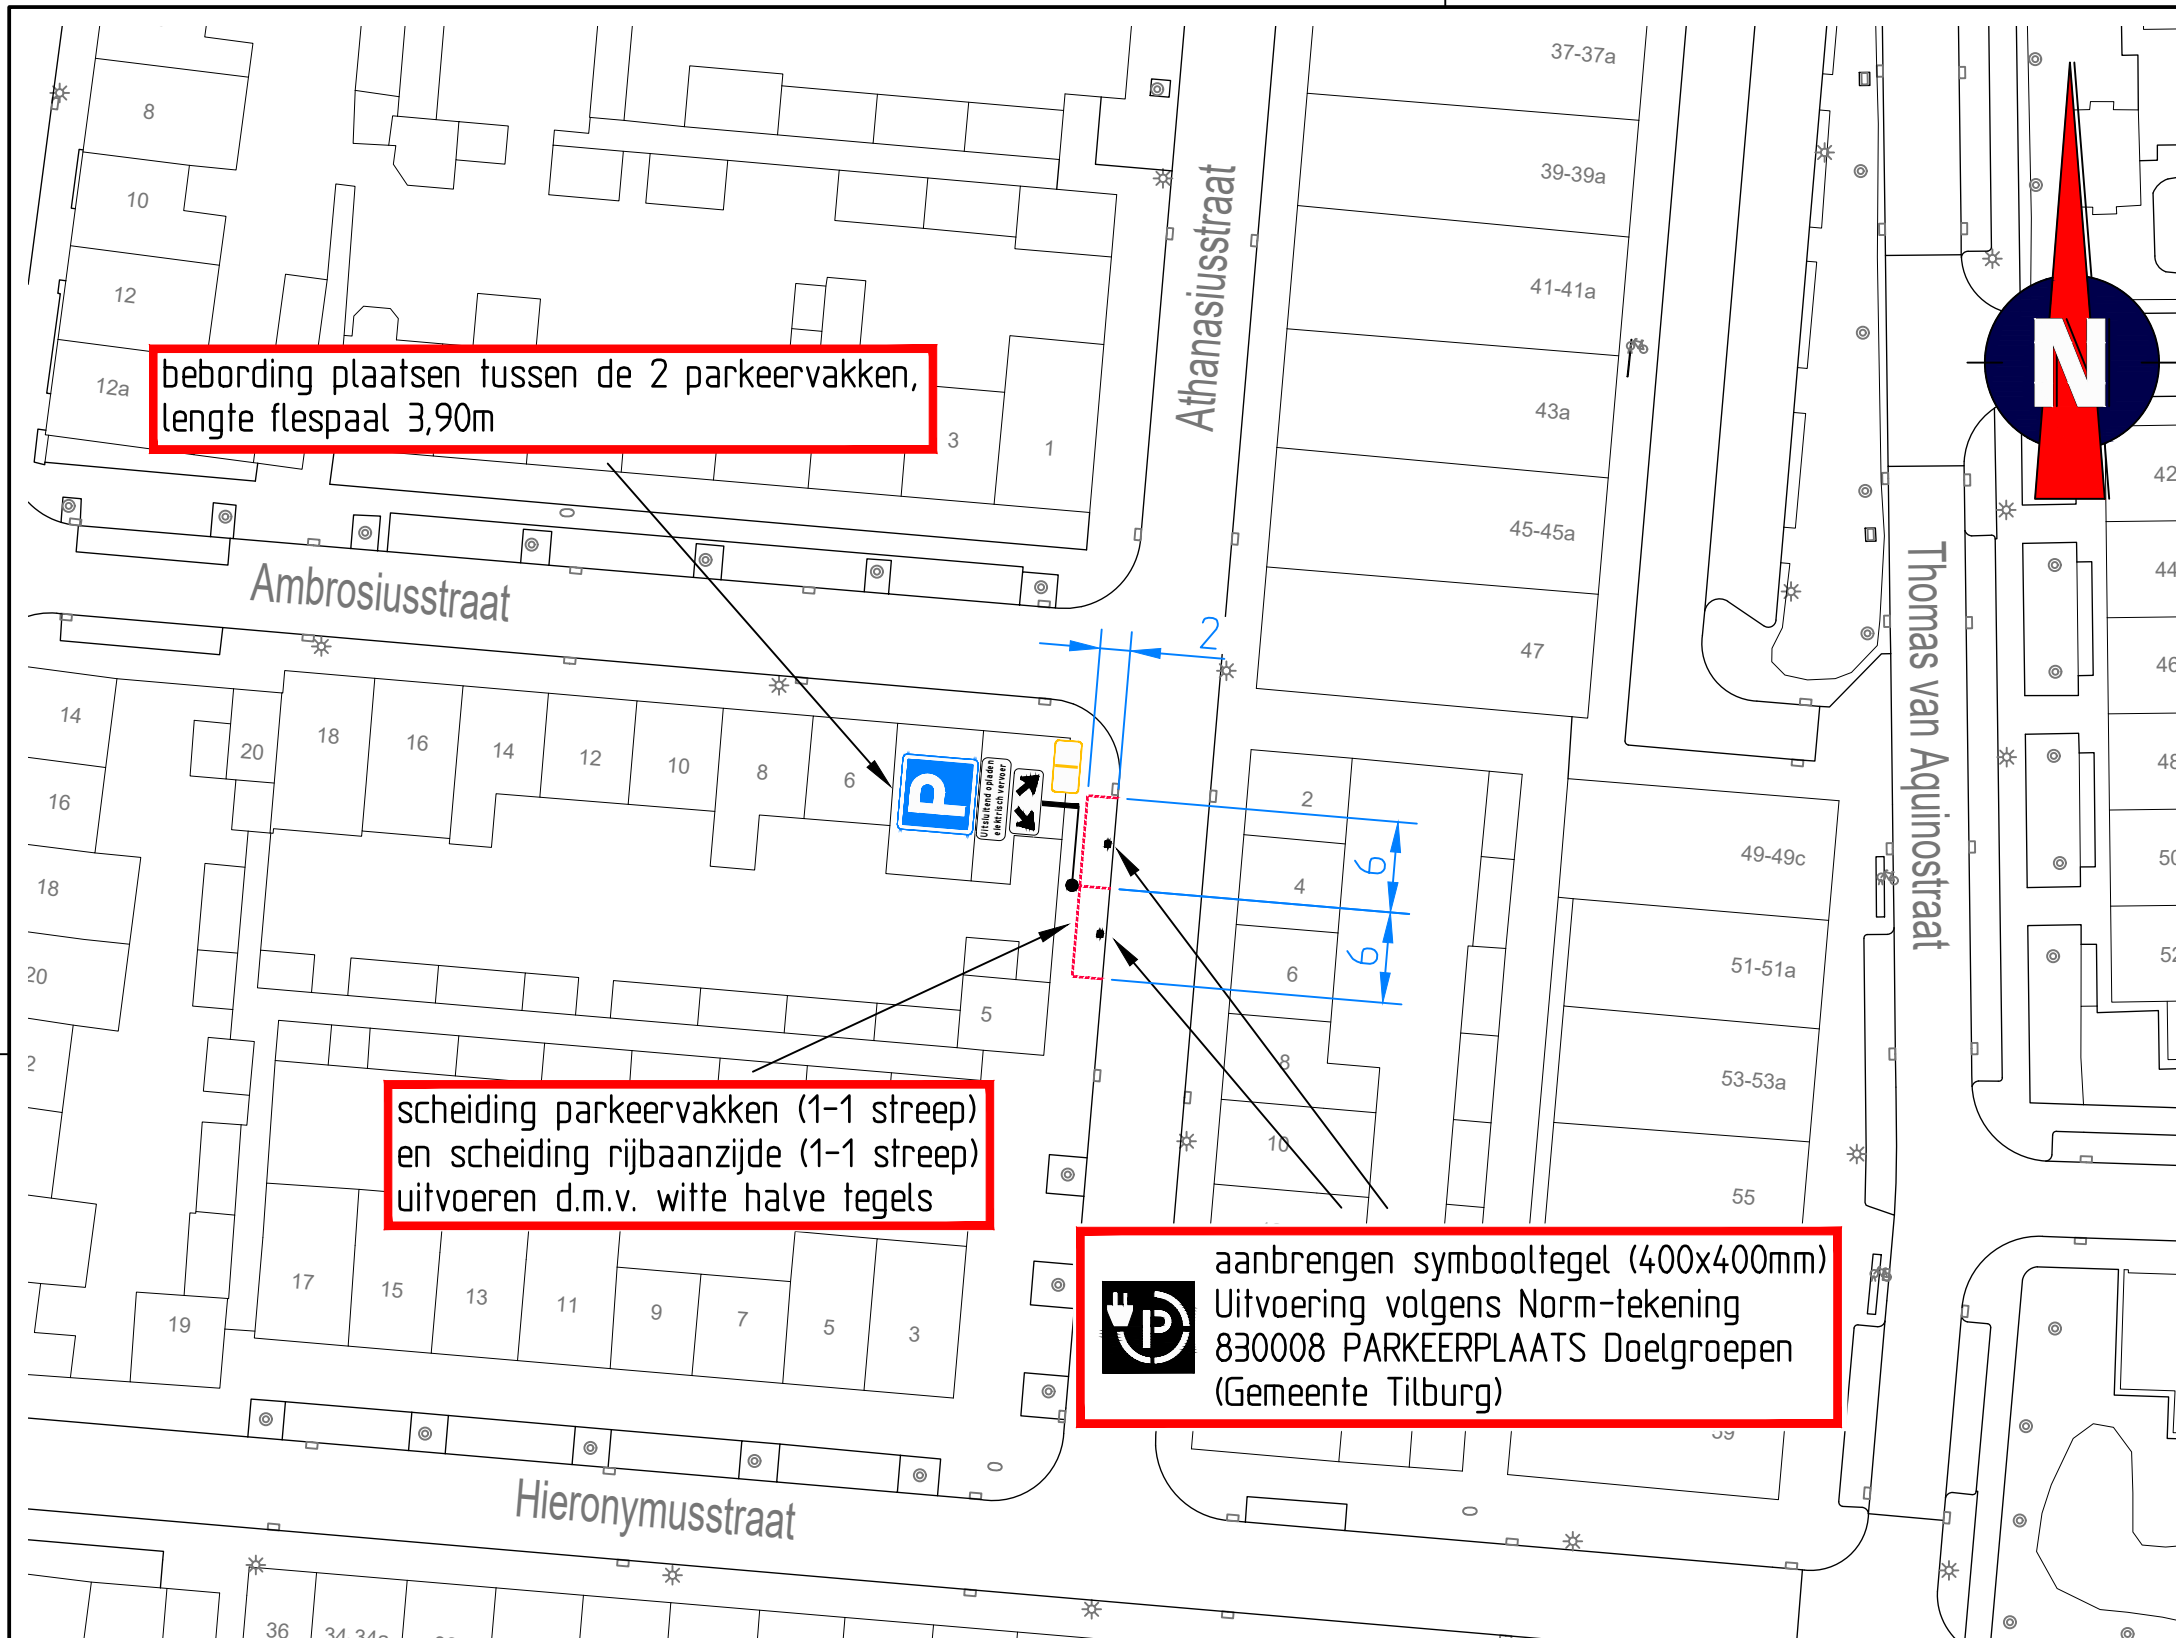 37-37a
8
39-39a
10
41-41a
12
12a
bebording plaatsen tussen de 2 parkeervakken,
lengte flespaal 3,90m
3
1
43a
N
42
45-45a
44
Athanasiusstraat
Ambrosiusstraat
Thomas van Aquinostraat
2
47
46
14
20
18
16
14
12
10
8
6
48
P
Uitsluitend opladen
elektrisch vervoer
16
2
6
49-49c
50
18
4
6
51-51a
52
20
6
5
8
53-53a
2
scheiding parkeervakken (1-1 streep)
en scheiding rijbaanzijde (1-1 streep)
uitvoeren d.m.v. witte halve tegels
10
55
17
15
13
11
9
7
5
3
19
P
aanbrengen symbooltegel (400x400mm)
Uitvoering volgens Norm-tekening
830008 PARKEERPLAATS Doelgroepen
(Gemeente Tilburg)
59
Hieronymusstraat
36
34-34a